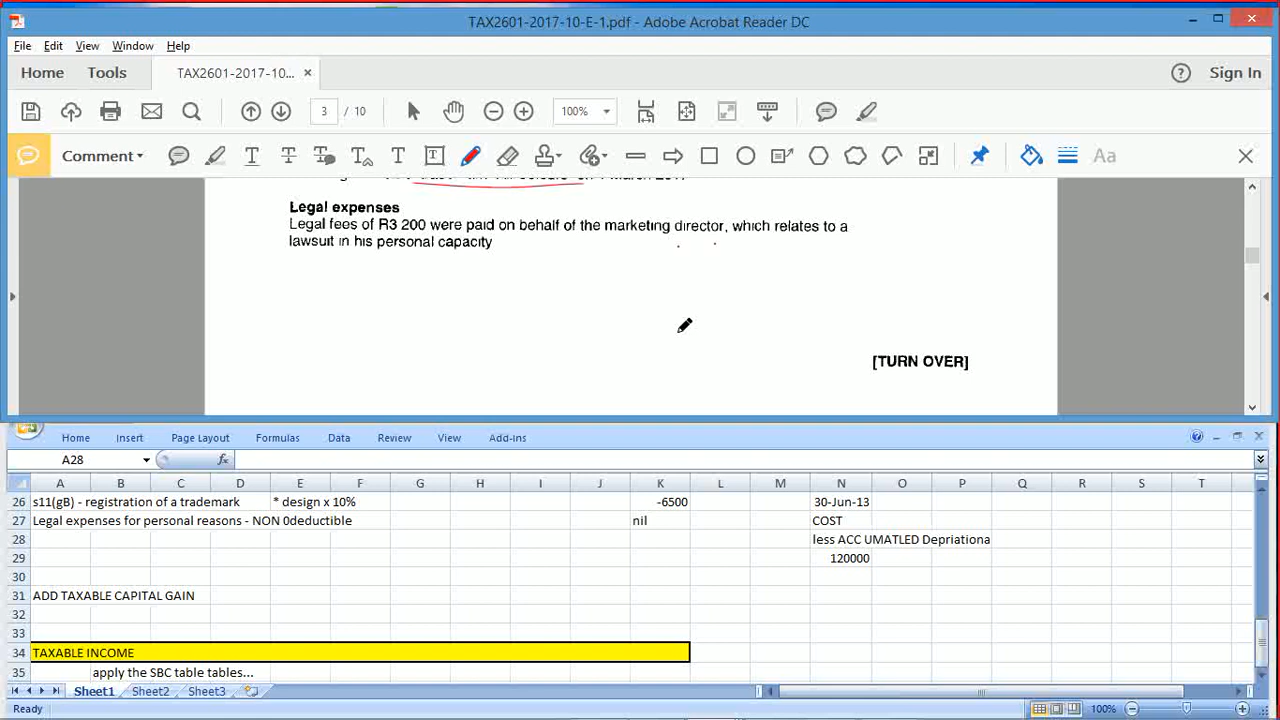 TAX2601-2017-10-E-1.pdf - Adobe Acrobat Reader DC
File Edit View Window Help
Home Tools TAX2601-2017-10... × Sign In
3 / 10 100%
Comment
Legal expenses
Legal fees of R3 200 were paid on behalf of the marketing director, which relates to a
lawsuit in his personal capacity
[TURN OVER]
Home Insert Page Layout Formulas Data Review View Add-Ins
A28 fx
A B C D E F G H I J K L M N O P Q R S T
26 s11(gB) - registration of a trademark * design x 10% -6500 30-Jun-13
27 Legal expenses for personal reasons - NON 0deductible nil COST
28 less ACC UMATLED Depriationa
29 120000
30
31 ADD TAXABLE CAPITAL GAIN
32
33
34 TAXABLE INCOME
35 apply the SBC table tables...
Sheet1 Sheet2 Sheet3
Ready 100%